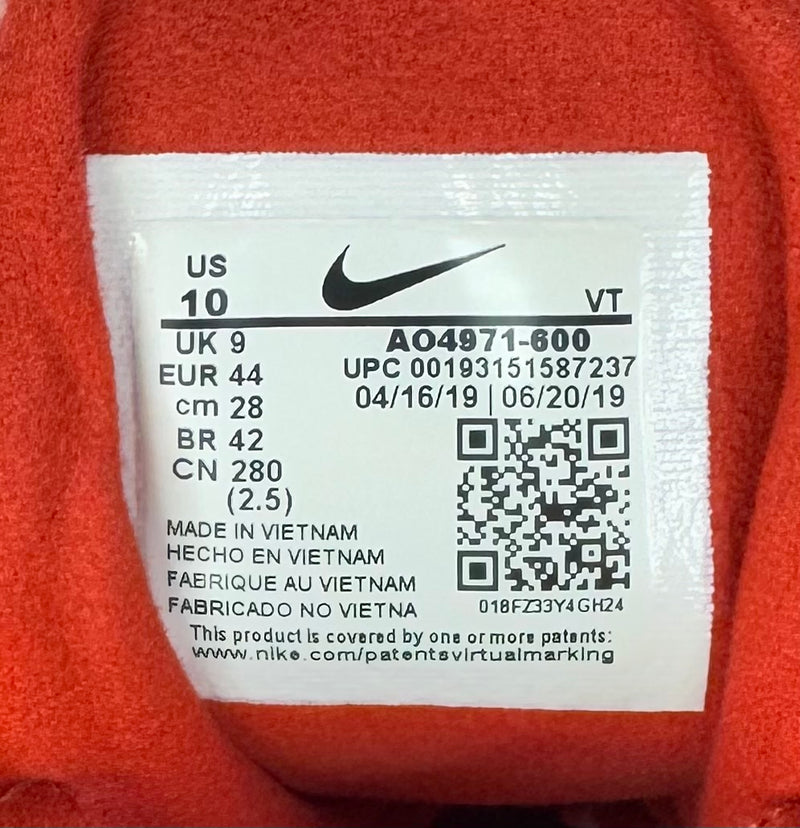 US
10
VT
UK 9
EUR 44
cm 28
BR 42
CN 280
(2.5)
AO4971-600
UPC 00193151587237
04/16/19 | 06/20/19
MADE IN VIETNAM
HECHO EN VIETNAM
FABRIQUE AU VIETNAM
FABRICADO NO VIETNA
018FZ33Y4GH24
This product is covered by one or more patents:
www.nike.com/patentsvirtualmarking